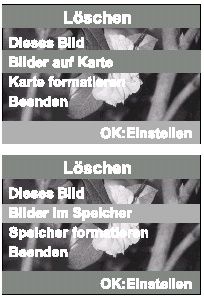 Löschen
Dieses Bild
Bilder auf Karte
Karte formatieren
Beenden
OK:Einstellen
Löschen
Dieses Bild
Bilder im Speicher
Speicher formatieren
Beenden
OK:Einstellen